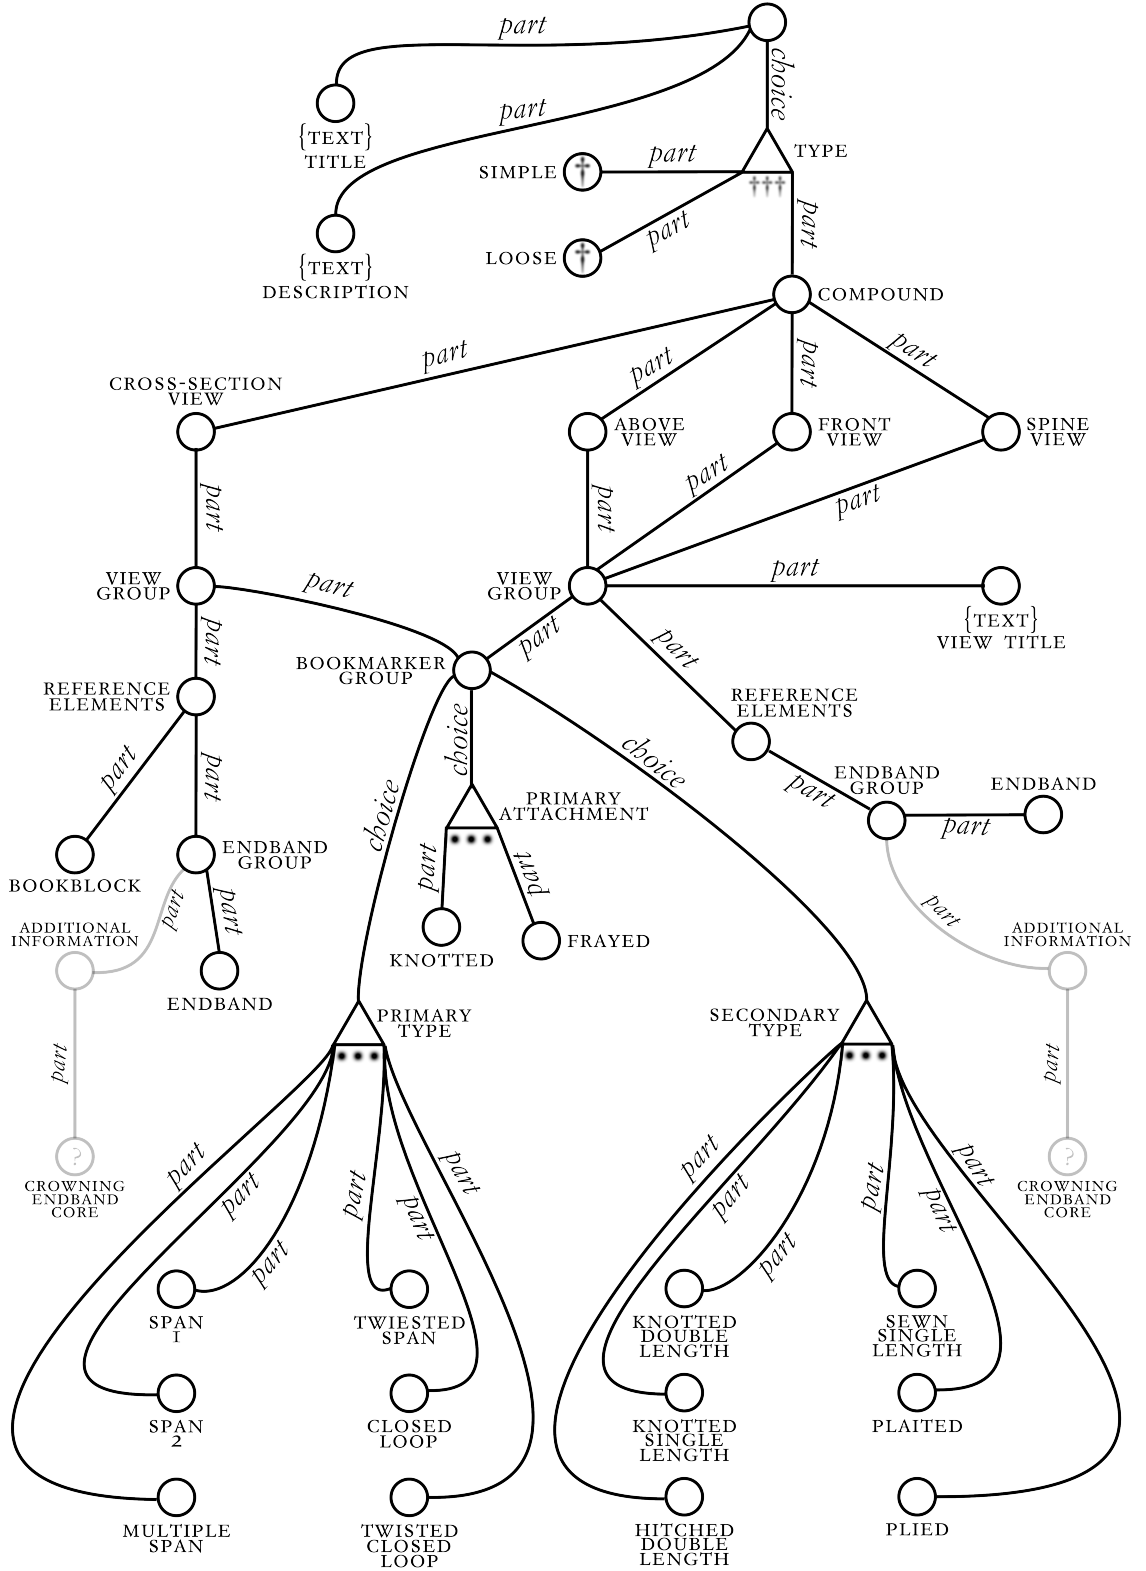 part
choice
{TEXT}
TITLE
part
TYPE
SIMPLE
†
part
†††
LOOSE
†
part
part
{TEXT}
DESCRIPTION
COMPOUND
part
part
part
part
CROSS-SECTION
VIEW
ABOVE
VIEW
FRONT
VIEW
SPINE
VIEW
part
part
part
part
VIEW
GROUP
part
VIEW
GROUP
part
{TEXT}
VIEW TITLE
part
part
part
BOOKMARKER
GROUP
REFERENCE
ELEMENTS
REFERENCE
ELEMENTS
part
part
choice
choice
choice
part
ENDBAND
GROUP
ENDBAND
part
PRIMARY
ATTACHMENT
BOOKBLOCK
ENDBAND
GROUP
part
part
part
part
part
ADDITIONAL
INFORMATION
KNOTTED
FRAYED
ADDITIONAL
INFORMATION
ENDBAND
PRIMARY
TYPE
SECONDARY
TYPE
part
part
?
CROWNING
ENDBAND
CORE
?
CROWNING
ENDBAND
CORE
part
part
part
part
part
part
part
part
part
part
part
part
SPAN
1
TWIESTED
SPAN
KNOTTED
DOUBLE
LENGTH
SEWN
SINGLE
LENGTH
SPAN
2
CLOSED
LOOP
KNOTTED
SINGLE
LENGTH
PLAITED
MULTIPLE
SPAN
TWISTED
CLOSED
LOOP
HITCHED
DOUBLE
LENGTH
PLIED